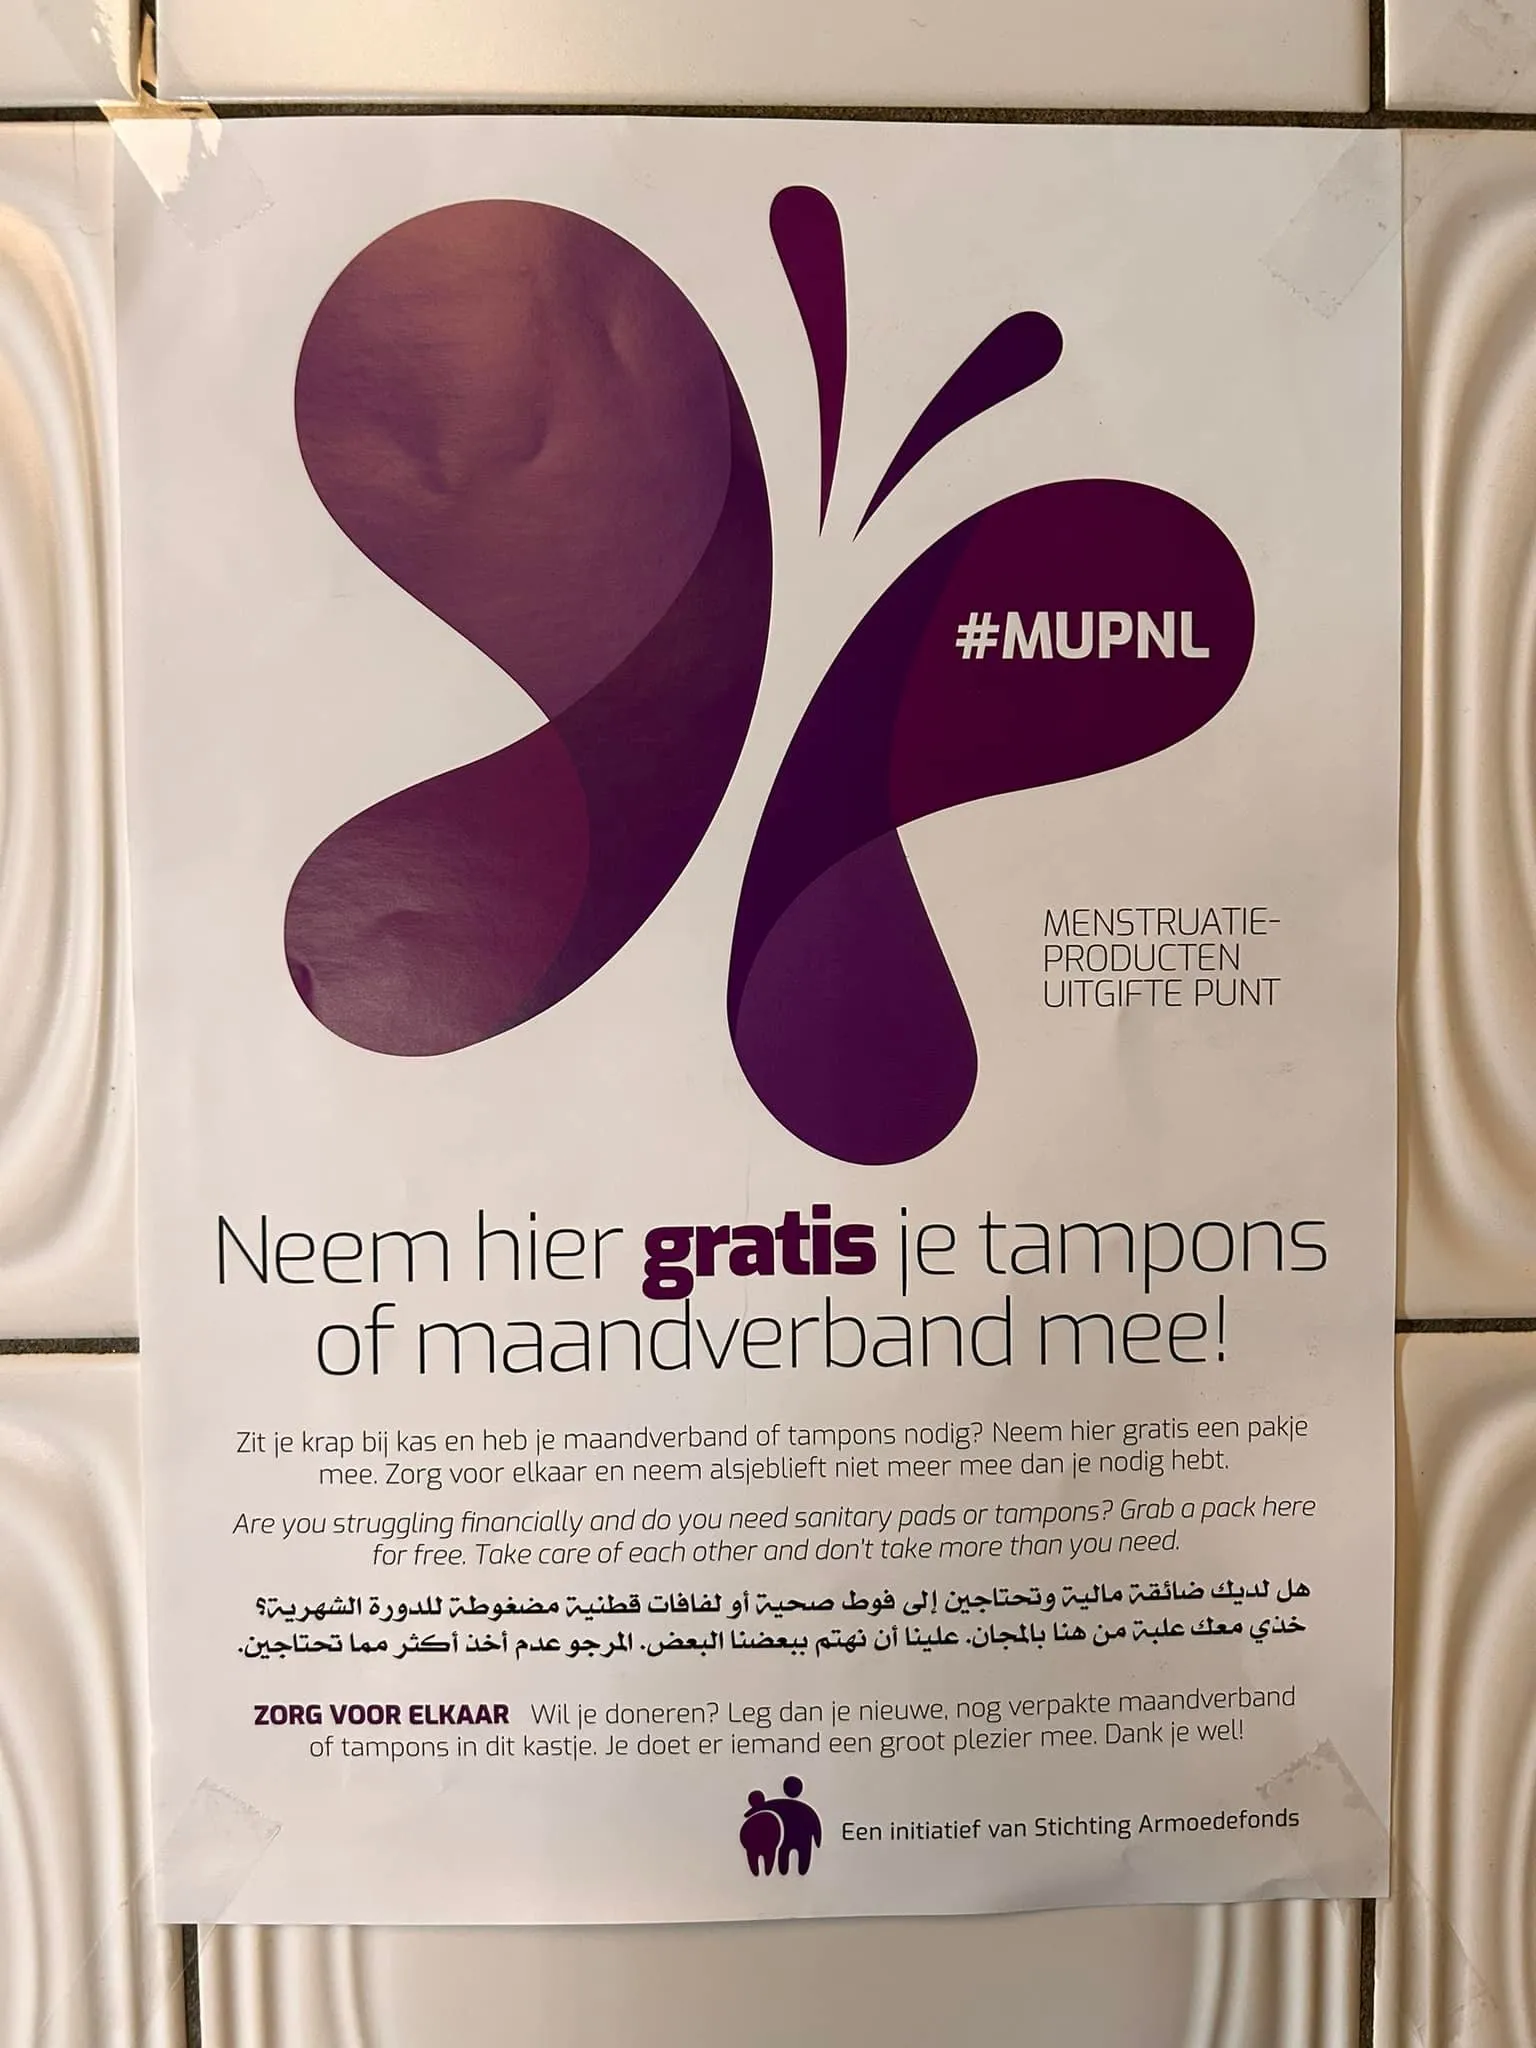 #MUPNL
MENSTRUATIE-
PRODUCTEN
UITGIFTE PUNT
Neem hier gratis je tampons
of maandverband mee!
Zit je krap bij kas en heb je maandverband of tampons nodig? Neem hier gratis een pakje
mee. Zorg voor elkaar en neem alsjeblieft niet meer mee dan je nodig hebt.
Are you struggling financially and do you need sanitary pads or tampons? Grab a pack here
for free. Take care of each other and don't take more than you need.
هل لديك ضائقة مالية وتحتاجين إلى فوط صحية أو لفافات قطنية مضغوطة للدورة الشهرية؟
خذي معك علبة من هنا بالمجان. علينا أن نهتم ببعضنا البعض. المرجو عدم أخذ أكثر مما تحتاجين.
ZORG VOOR ELKAAR Wil je doneren? Leg dan je nieuwe, nog verpakte maandverband
of tampons in dit kastje. Je doet er iemand een groot plezier mee. Dank je wel!
Een initiatief van Stichting Armoedefonds